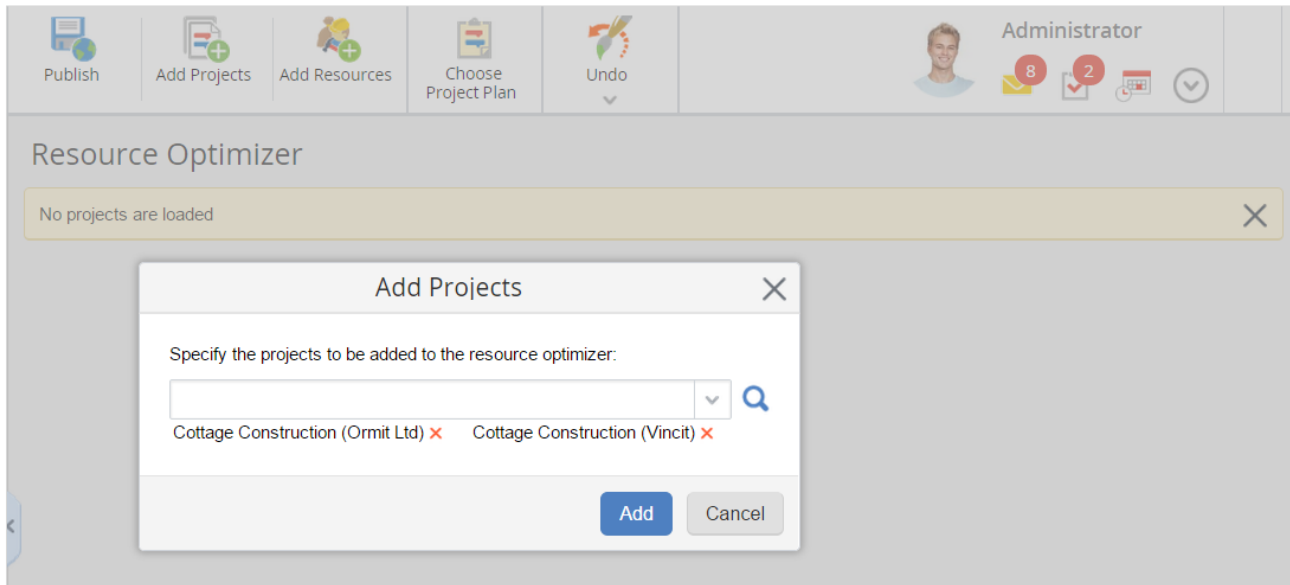 Publish
Add Projects
Add Resources
Choose
Project Plan
Undo
Administrator
8
2
Resource Optimizer
No projects are loaded
Add Projects
Specify the projects to be added to the resource optimizer:
Cottage Construction (Ormit Ltd) Cottage Construction (Vincit)
Add Cancel